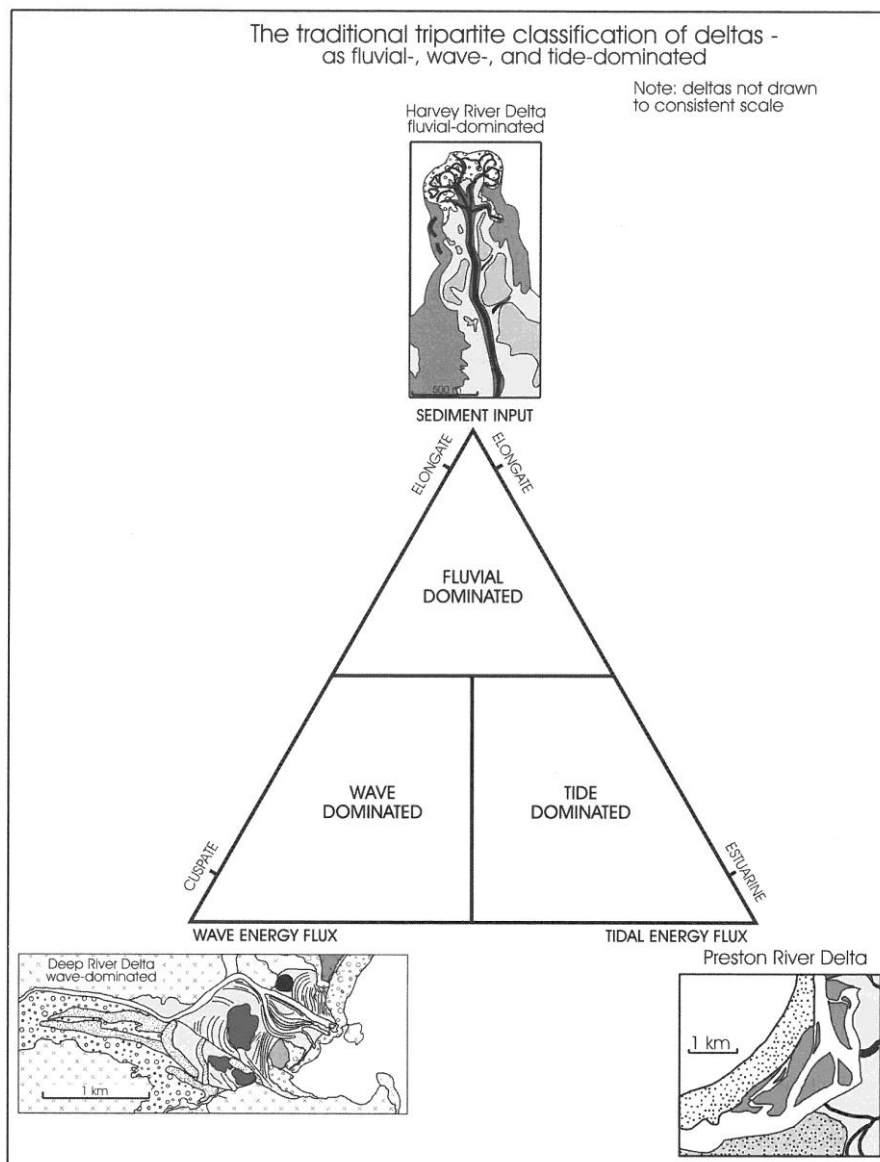 The traditional tripartite classification of deltas -
as fluvial-, wave-, and tide-dominated
Note: deltas not drawn
to consistent scale
Harvey River Delta
fluvial-dominated
SEDIMENT INPUT
ELONGATE
ELONGATE
FLUVIAL
DOMINATED
WAVE
DOMINATED
TIDE
DOMINATED
CUSPATE
ESTUARINE
WAVE ENERGY FLUX
TIDAL ENERGY FLUX
Deep River Delta
wave-dominated
1 km
Preston River Delta
1 km